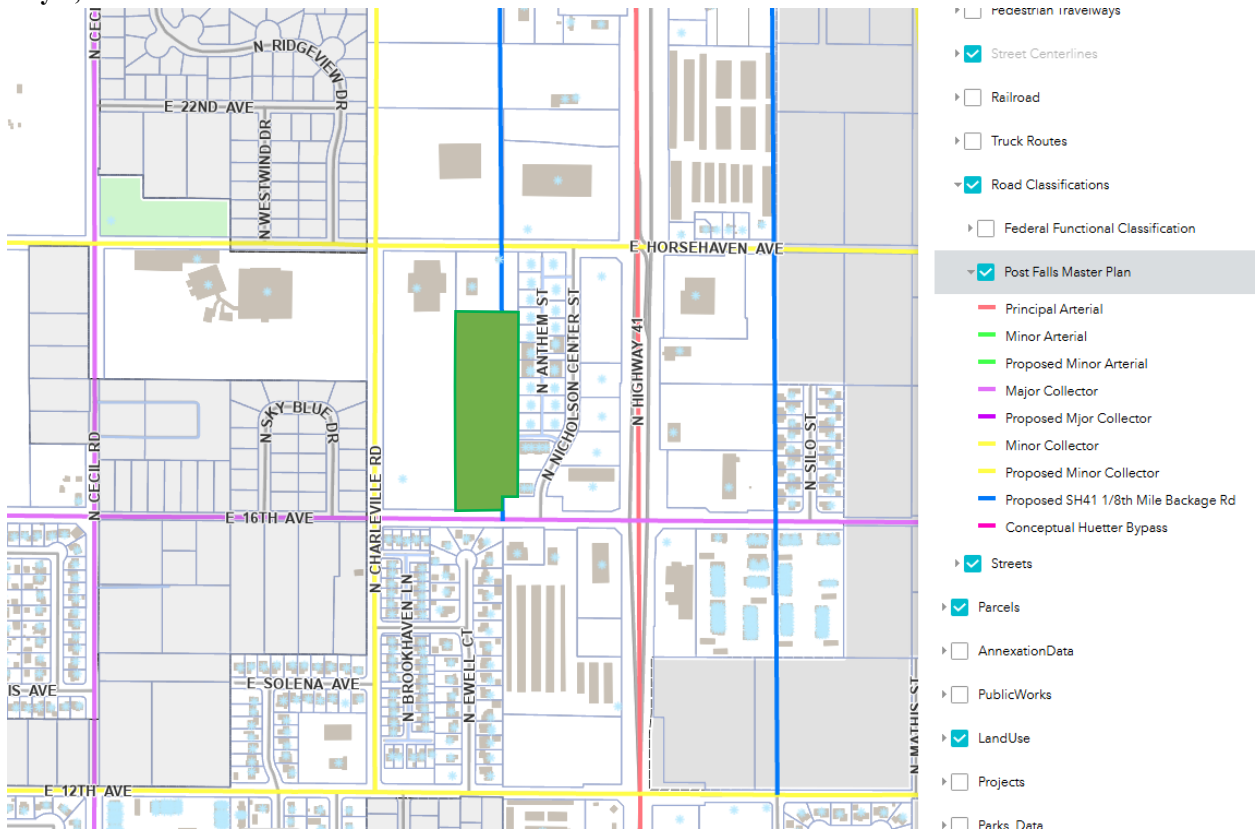 N CECI
N RIDGEVIEW DR
E 22ND AVE
N WESTWIND DR
E HORSEHAVEN AVE
N ANTHEM ST
N NICHOLSON CENTER ST
N HIGHWAY 41
N SKY BLUE DR
N CECIL RD
N CHARLEVILLE RD
N SILO ST
E 16TH AVE
N BROOKHAVEN LN
N EWELL CT
IS AVE
E SOLENA AVE
N MATHIS ST
E 12TH AVE
Pedestrian Travelways
Street Centerlines
Railroad
Truck Routes
Road Classifications
Federal Functional Classification
Post Falls Master Plan
Principal Arterial
Minor Arterial
Proposed Minor Arterial
Major Collector
Proposed Mjor Collector
Minor Collector
Proposed Minor Collector
Proposed SH41 1/8th Mile Backage Rd
Conceptual Huetter Bypass
Streets
Parcels
AnnexationData
PublicWorks
LandUse
Projects
Parks_Data